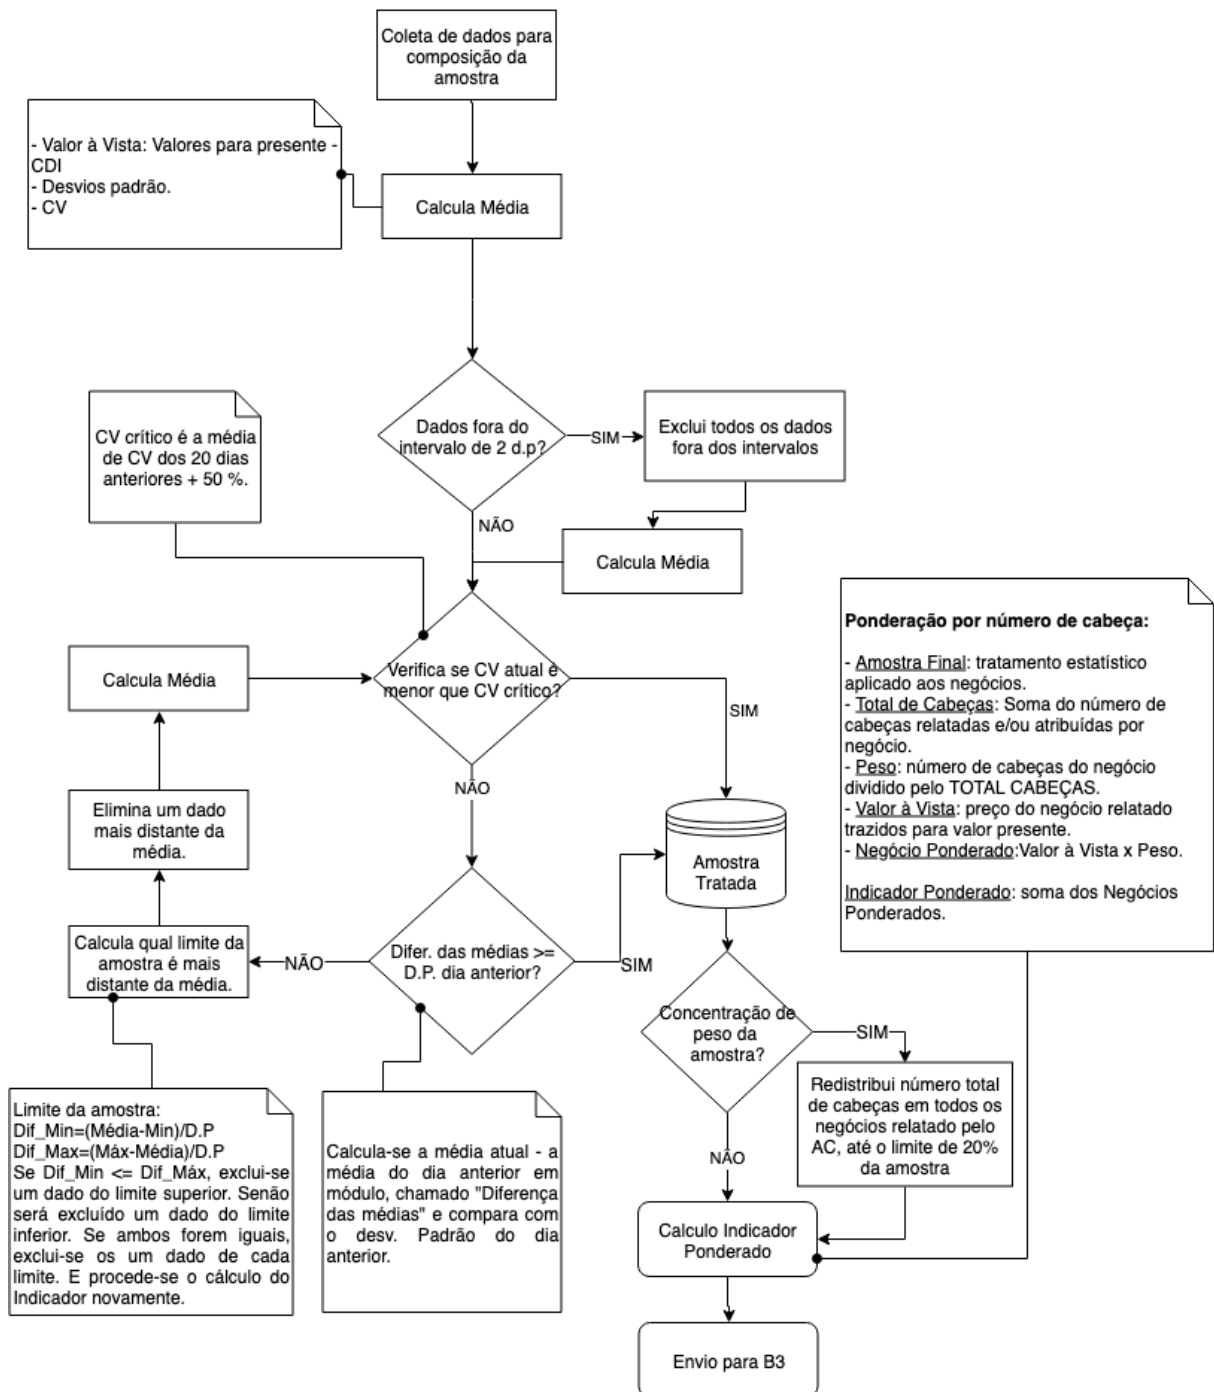 Coleta de dados para
composição da
amostra
- Valor à Vista: Valores para presente -
CDI
- Desvios padrão.
- CV
Calcula Média
Dados fora do
intervalo de 2 d.p?
SIM
Exclui todos os dados
fora dos intervalos
CV crítico é a média
de CV dos 20 dias
anteriores + 50 %.
NÃO
Calcula Média
Ponderação por número de cabeça:
- Amostra Final: tratamento estatístico
aplicado aos negócios.
- Total de Cabeças: Soma do número de
cabeças relatadas e/ou atribuídas por
negócio.
- Peso: número de cabeças do negócio
dividido pelo TOTAL CABEÇAS.
- Valor à Vista: preço do negócio relatado
trazidos para valor presente.
- Negócio Ponderado:Valor à Vista x Peso.
Indicador Ponderado: soma dos Negócios
Ponderados.
Calcula Média
Verifica se CV atual é
menor que CV crítico?
SIM
NÃO
Elimina um dado
mais distante da
média.
Amostra
Tratada
Calcula qual limite da
amostra é mais
distante da média.
NÃO
Difer. das médias >=
D.P. dia anterior?
SIM
Concentração de
peso da
amostra?
SIM
Redistribui número total
de cabeças em todos os
negócios relatado pelo
AC, até o limite de 20%
da amostra
NÃO
Limite da amostra:
Dif_Min=(Média-Min)/D.P
Dif_Max=(Máx-Média)/D.P
Se Dif_Min <= Dif_Máx, exclui-se
um dado do limite superior. Senão
será excluído um dado do limite
inferior. Se ambos forem iguais,
exclui-se os um dado de cada
limite. E procede-se o cálculo do
Indicador novamente.
Calcula-se a média atual - a
média do dia anterior em
módulo, chamado "Diferença
das médias" e compara com
o desv. Padrão do dia
anterior.
Calculo Indicador
Ponderado
Envio para B3